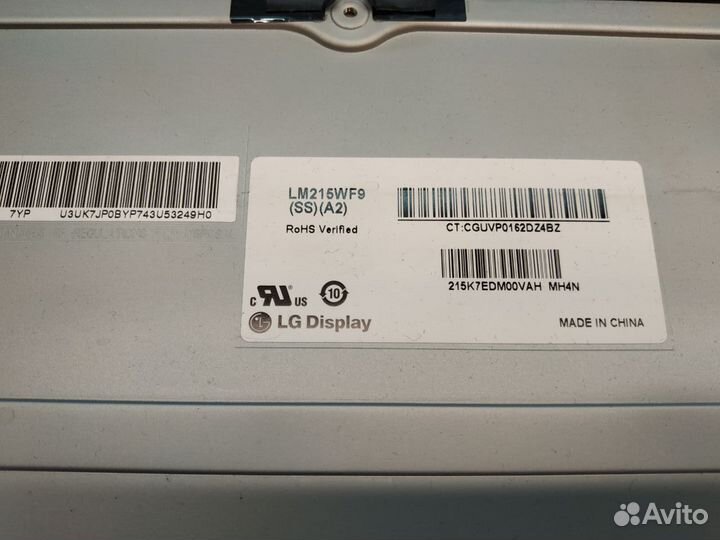 LM215WF9
(SS)(A2)
RoHS Verified
CT:CGUVP0162DZ4BZ
215K7EDM00VAH MH4N
c RU US
10
LG Display
MADE IN CHINA
7YP U3UK7JP0BYP743U53249H0
Avito